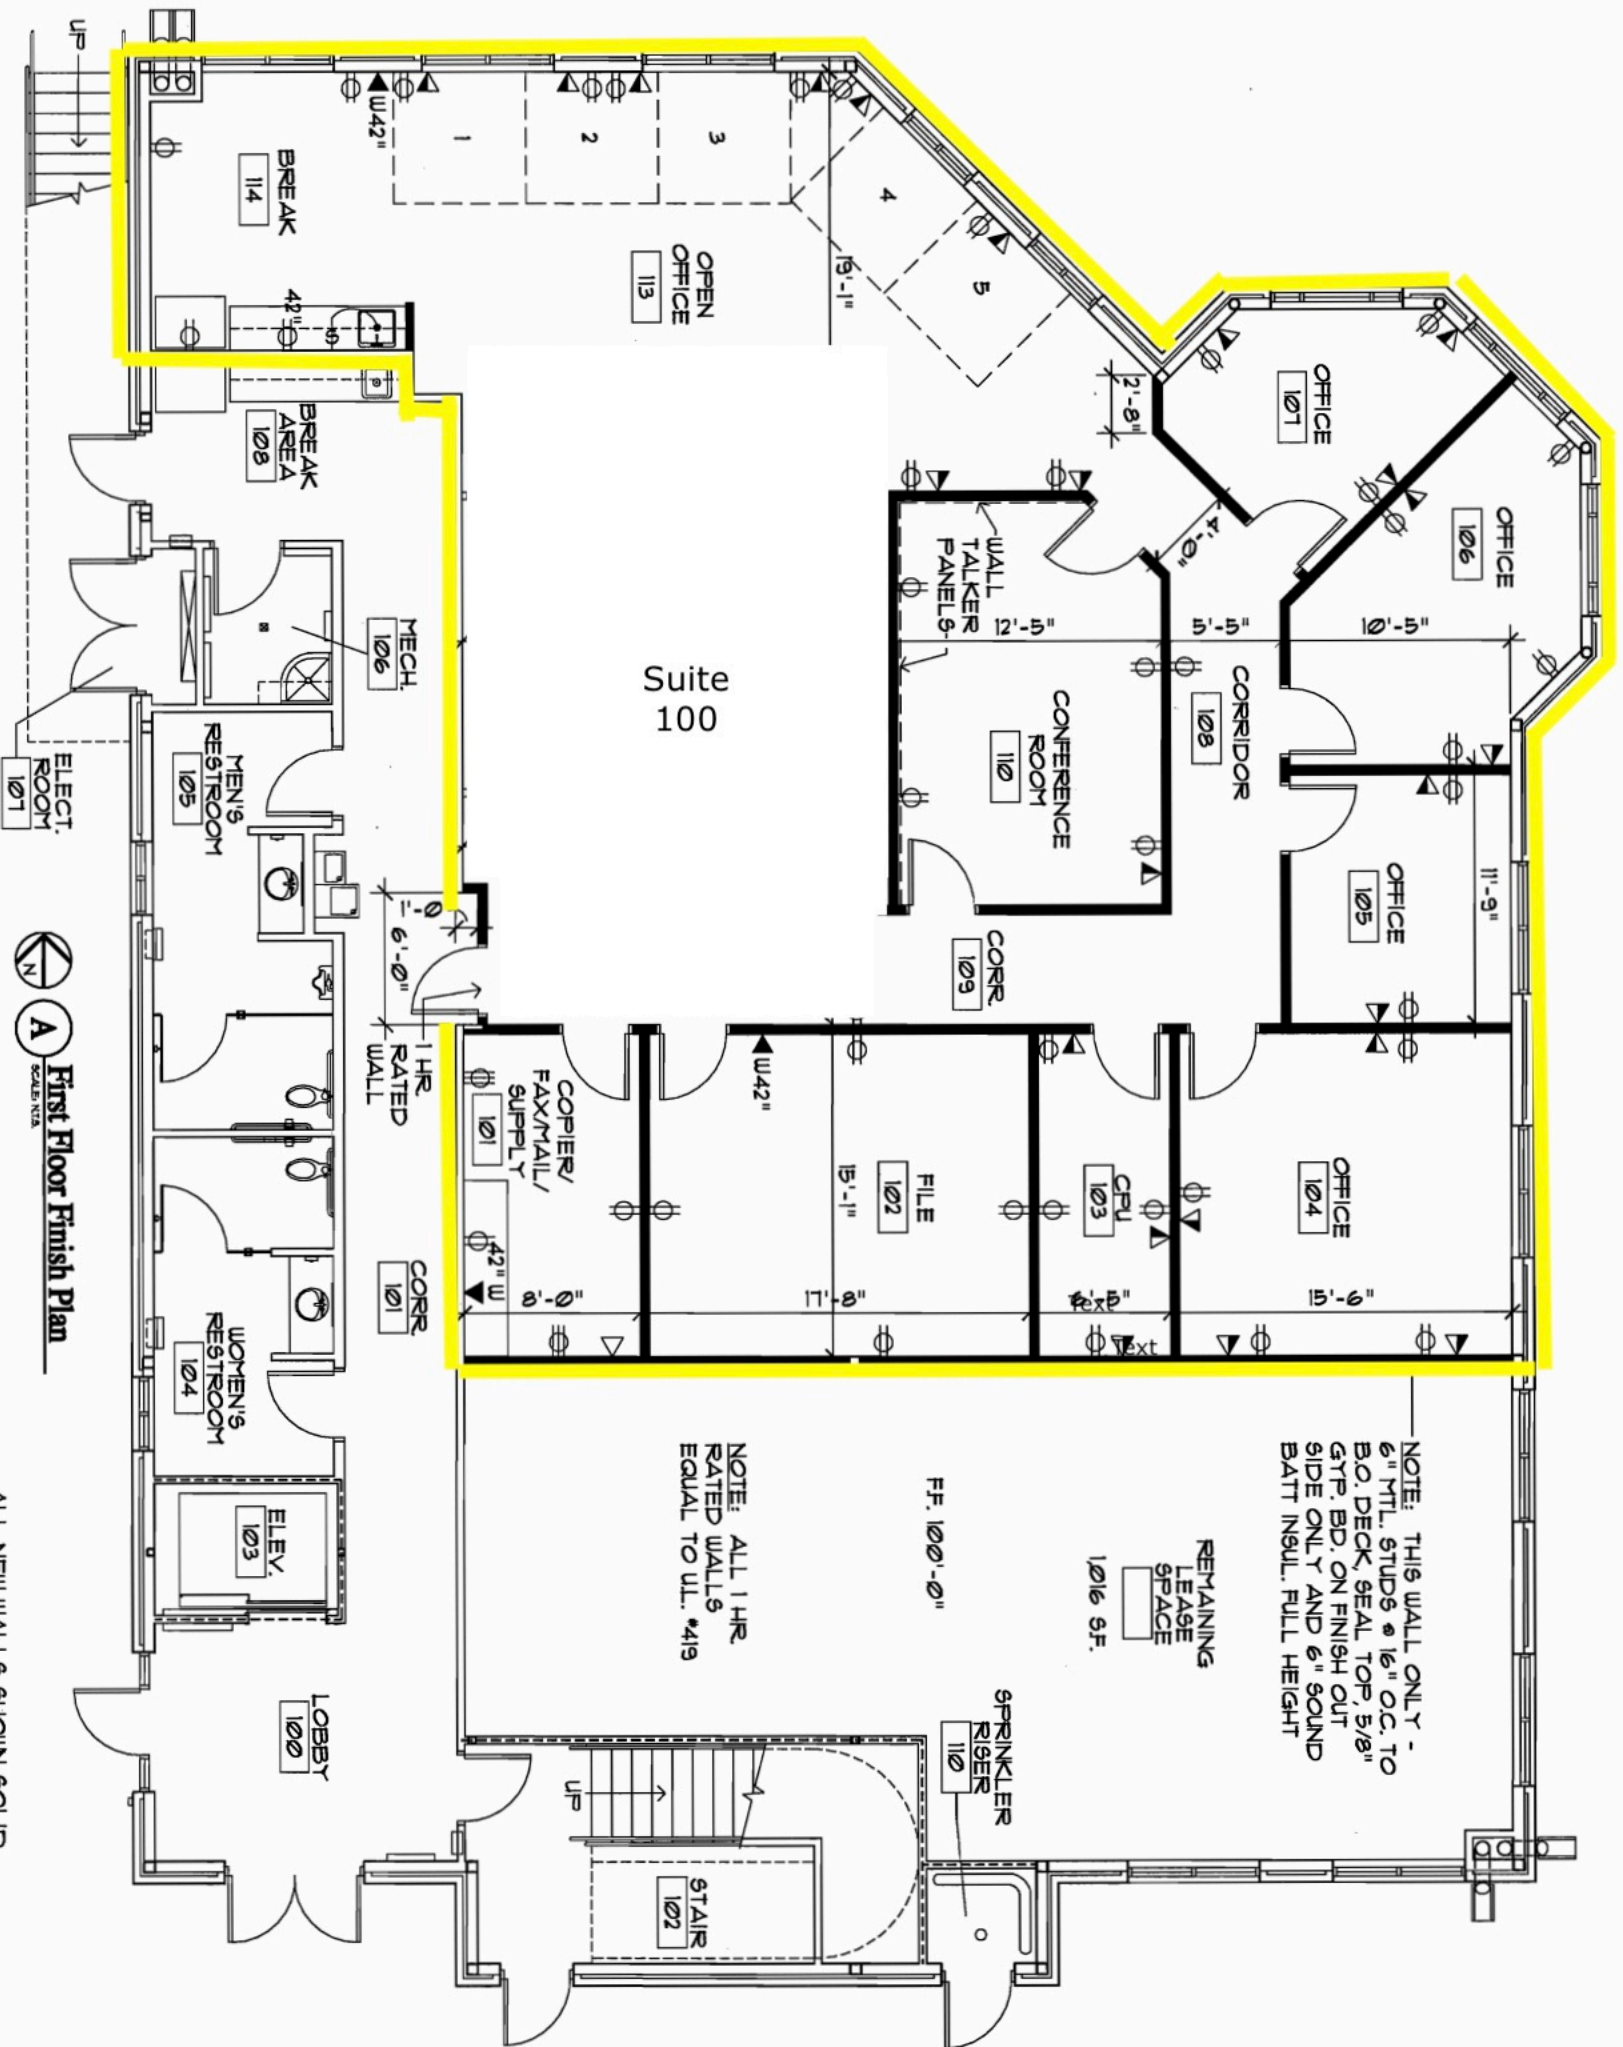 UP
W42"
1
2
3
4
5
BREAK
114
OPEN
OFFICE
113
19'-1"
42"
S
2'-8"
OFFICE
107
OFFICE
106
BREAK
AREA
108
4'-0"
WALL
TALKER
PANELS
12'-5"
5'-5"
10'-5"
MECH.
106
Suite
100
CONFERENCE
ROOM
110
CORRIDOR
108
MEN'S
RESTROOM
105
ELECT.
ROOM
107
OFFICE
105
11'-9"
1'-0
6'-0"
CORR.
109
1 HR.
RATED
WALL
COPIER/
FAX/MAIL/
SUPPLY
101
W42"
FILE
102
15'-1"
CPU
103
OFFICE
104
42" W
8'-0"
17'-8"
6'-5"
Text
15'-6"
Text
N
A
First Floor Finish Plan
SCALE: N.T.S.
CORR.
101
WOMEN'S
RESTROOM
104
NOTE: ALL 1 HR.
RATED WALLS
EQUAL TO U.L. #419
F.F. 100'-0"
NOTE: THIS WALL ONLY -
6" MTL. STUDS @ 16" O.C. TO
B.O. DECK, SEAL TOP, 5/8"
GYP. BD. ON FINISH OUT
SIDE ONLY AND 6" SOUND
BATT INSUL. FULL HEIGHT
REMAINING
LEASE
SPACE
1,016 S.F.
ELEV.
103
LOBBY
100
SPRINKLER
RISER
110
UP
STAIR
102